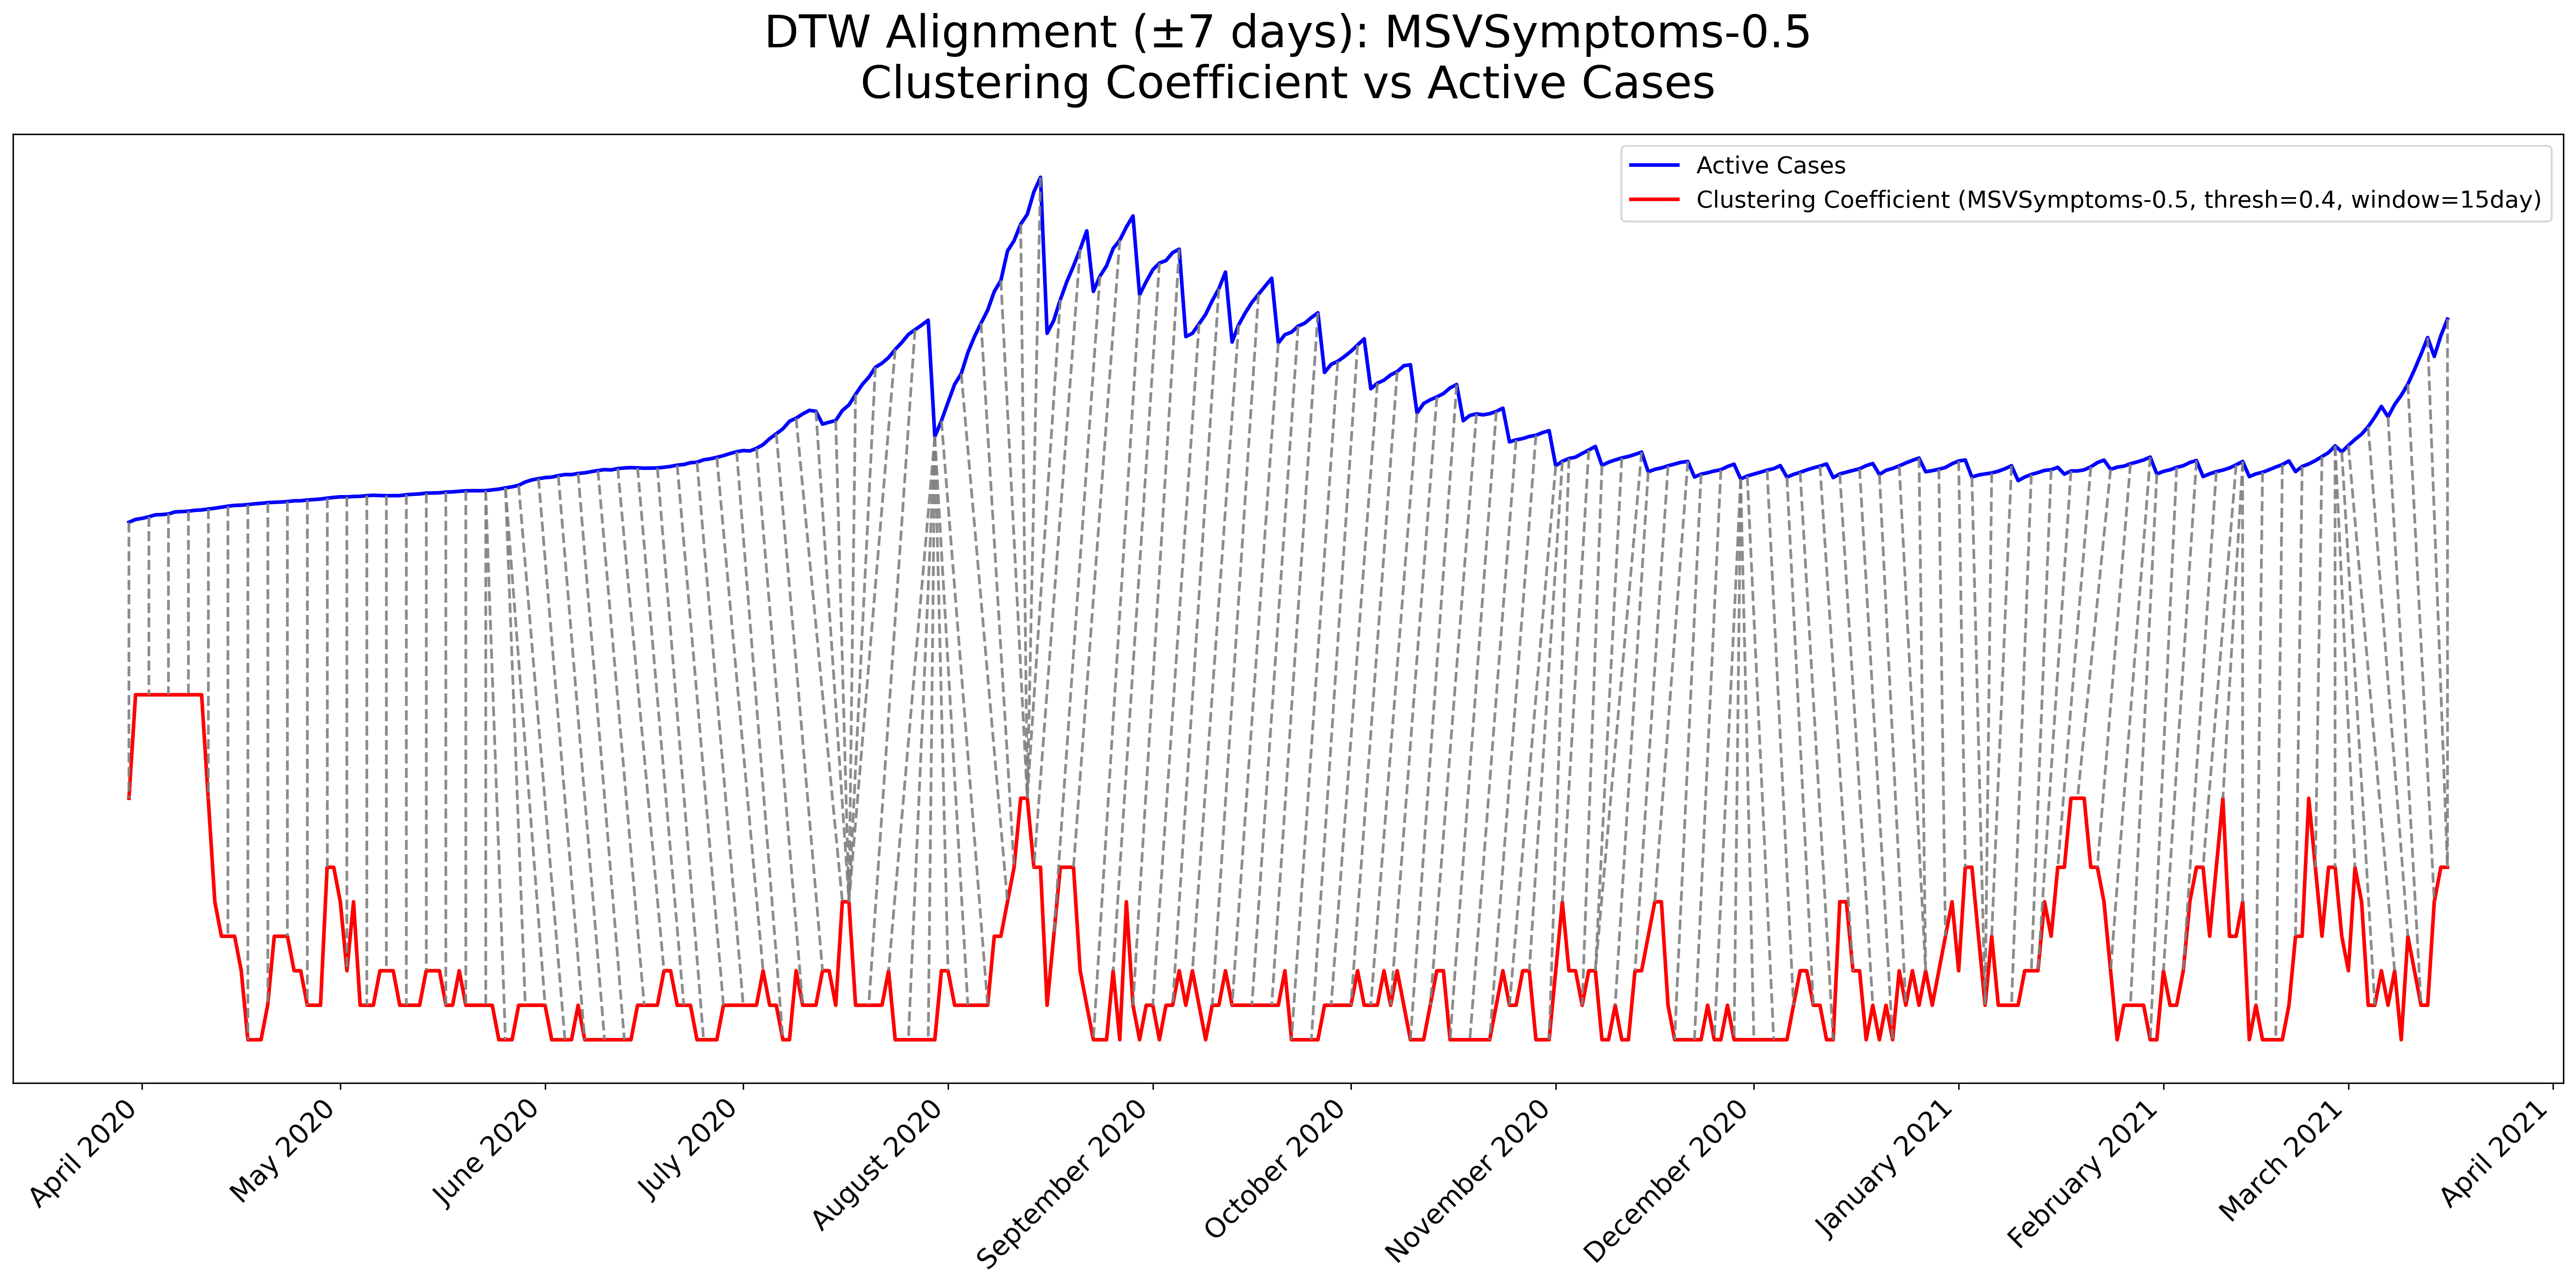 DTW Alignment (±7 days): MSVSymptoms-0.5
Clustering Coefficient vs Active Cases
Active Cases
Clustering Coefficient (MSVSymptoms-0.5, thresh=0.4, window=15day)
April 2020
May 2020
June 2020
July 2020
August 2020
September 2020
October 2020
November 2020
December 2020
January 2021
February 2021
March 2021
April 2021